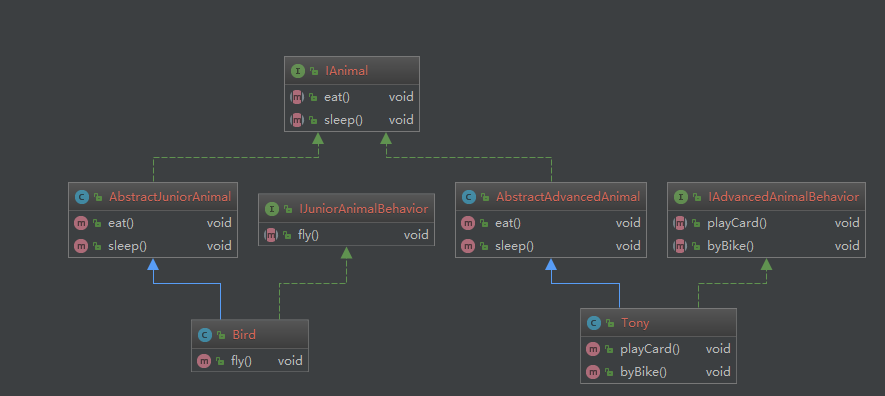 IAnimal
eat() void
sleep() void
AbstractJuniorAnimal
eat() void
sleep() void
IJuniorAnimalBehavior
fly() void
AbstractAdvancedAnimal
eat() void
sleep() void
IAdvancedAnimalBehavior
playCard() void
byBike() void
Bird
fly() void
Tony
playCard() void
byBike() void